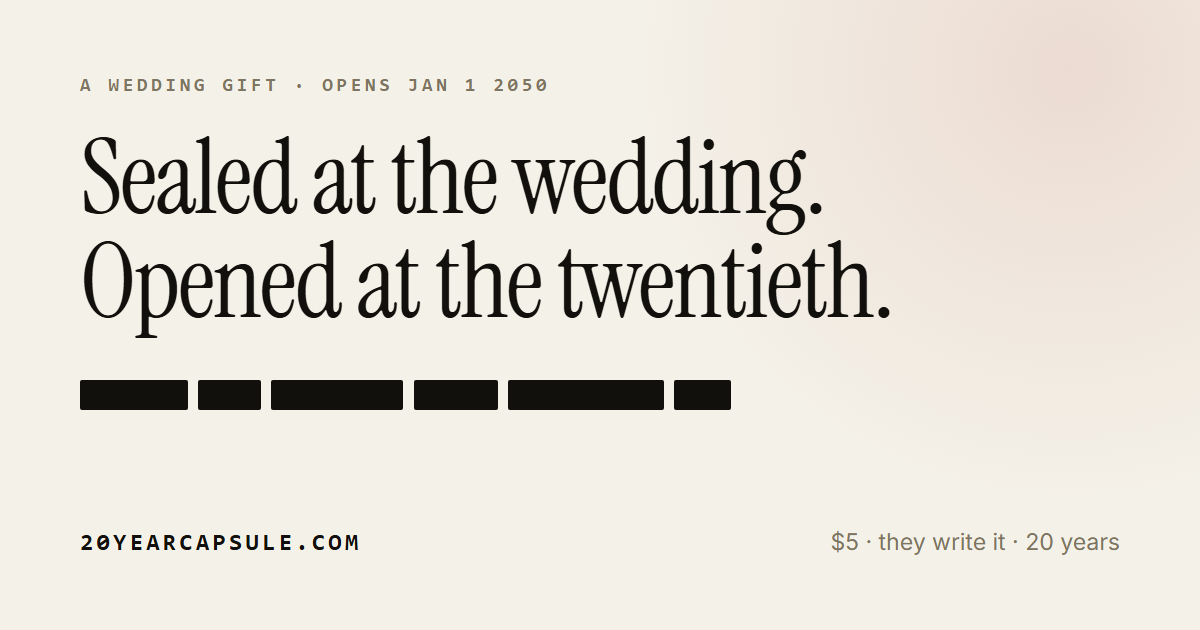 A WEDDING GIFT · OPENS JAN 1 2050
Sealed at the wedding.
Opened at the twentieth.
20YEARCAPSULE.COM
$5 · they write it · 20 years